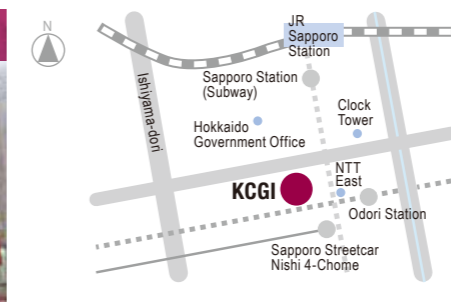 N
JR
Sapporo
Station
Sapporo Station
(Subway)
Ishiyama-dori
Clock
Tower
Hokkaido
Government Office
NTT
East
KCGI
Odori Station
Sapporo Streetcar
Nishi 4-Chome